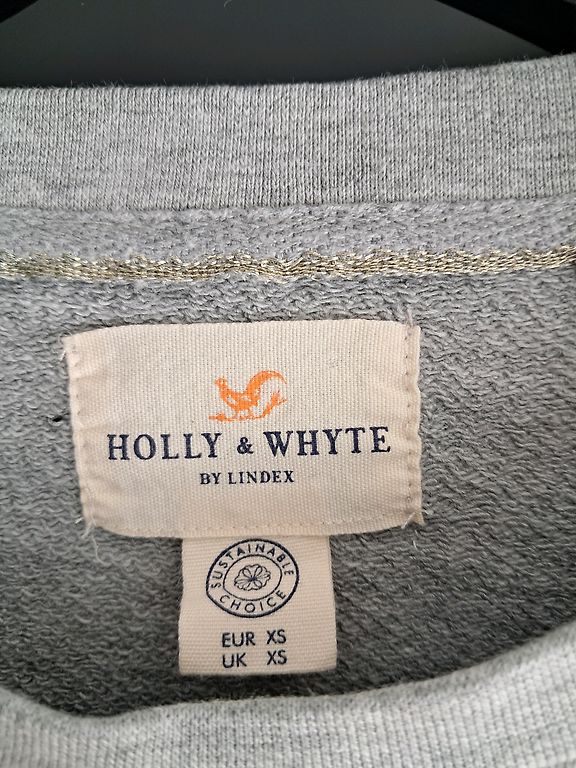 HOLLY & WHYTE
BY LINDEX
SUSTAINABLE
CHOICE
EUR XS
UK XS